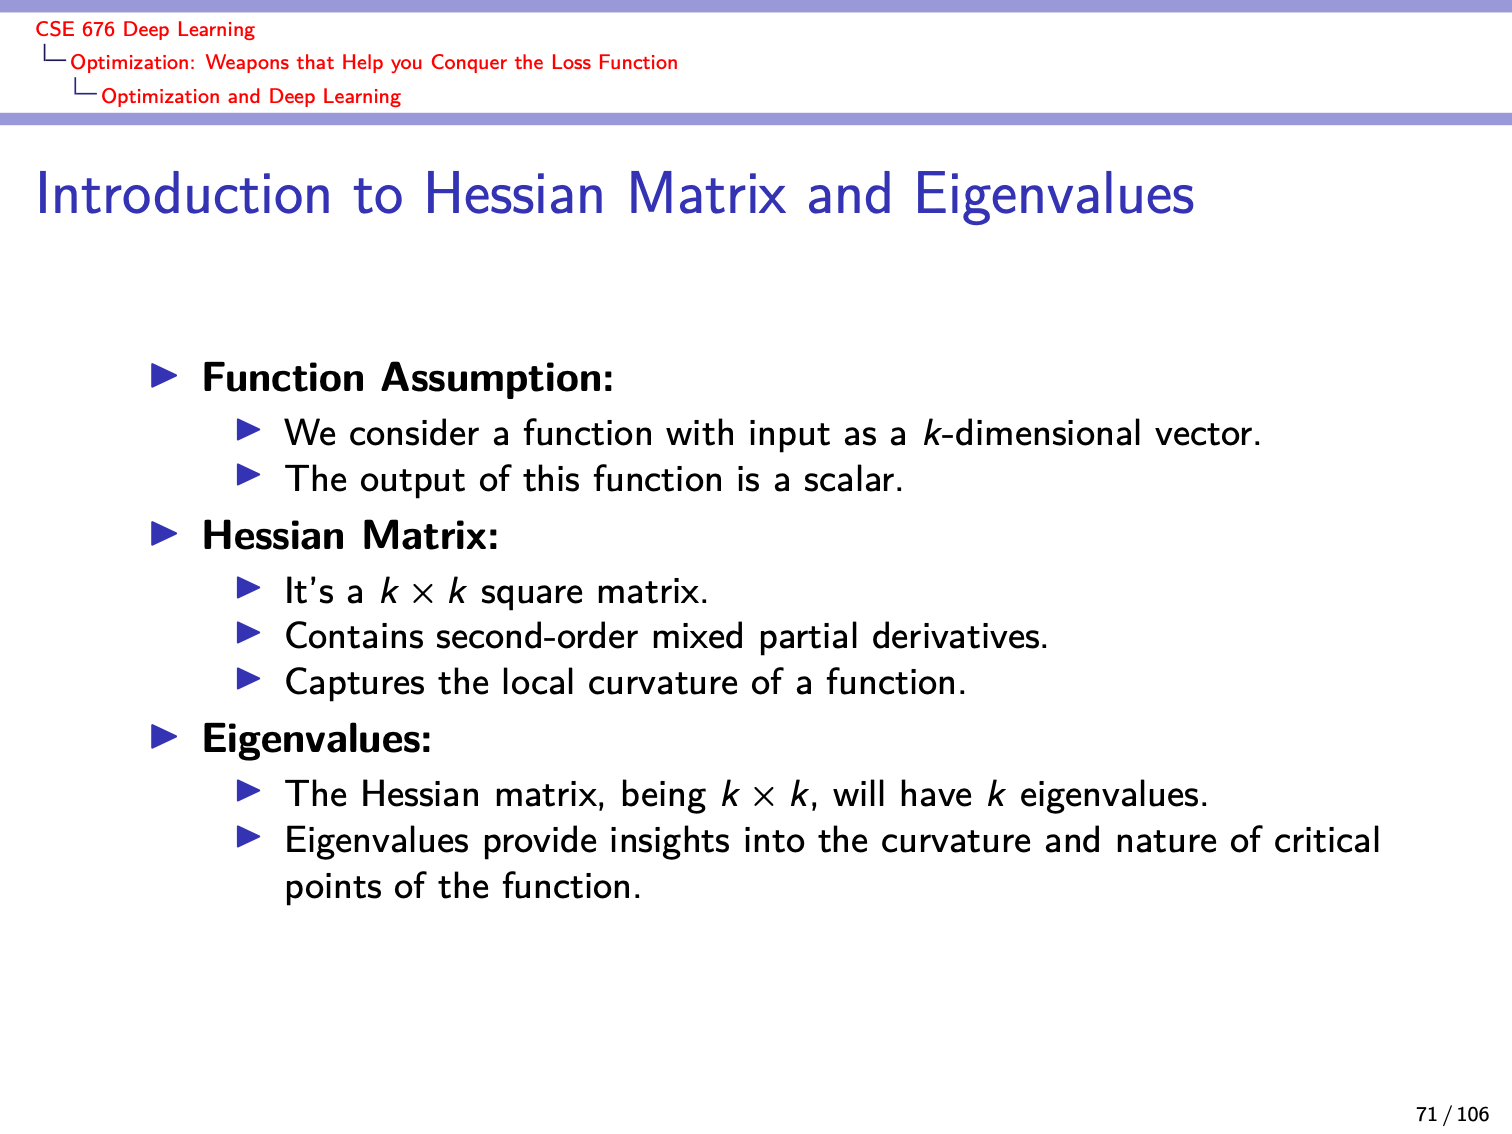 CSE 676 Deep Learning
Optimization: Weapons that Help you Conquer the Loss Function
Optimization and Deep Learning
Introduction to Hessian Matrix and Eigenvalues
Function Assumption:
We consider a function with input as a k-dimensional vector.
The output of this function is a scalar.
Hessian Matrix:
It's a k × k square matrix.
Contains second-order mixed partial derivatives.
Captures the local curvature of a function.
Eigenvalues:
The Hessian matrix, being k × k, will have k eigenvalues.
Eigenvalues provide insights into the curvature and nature of critical
points of the function.
71 / 106